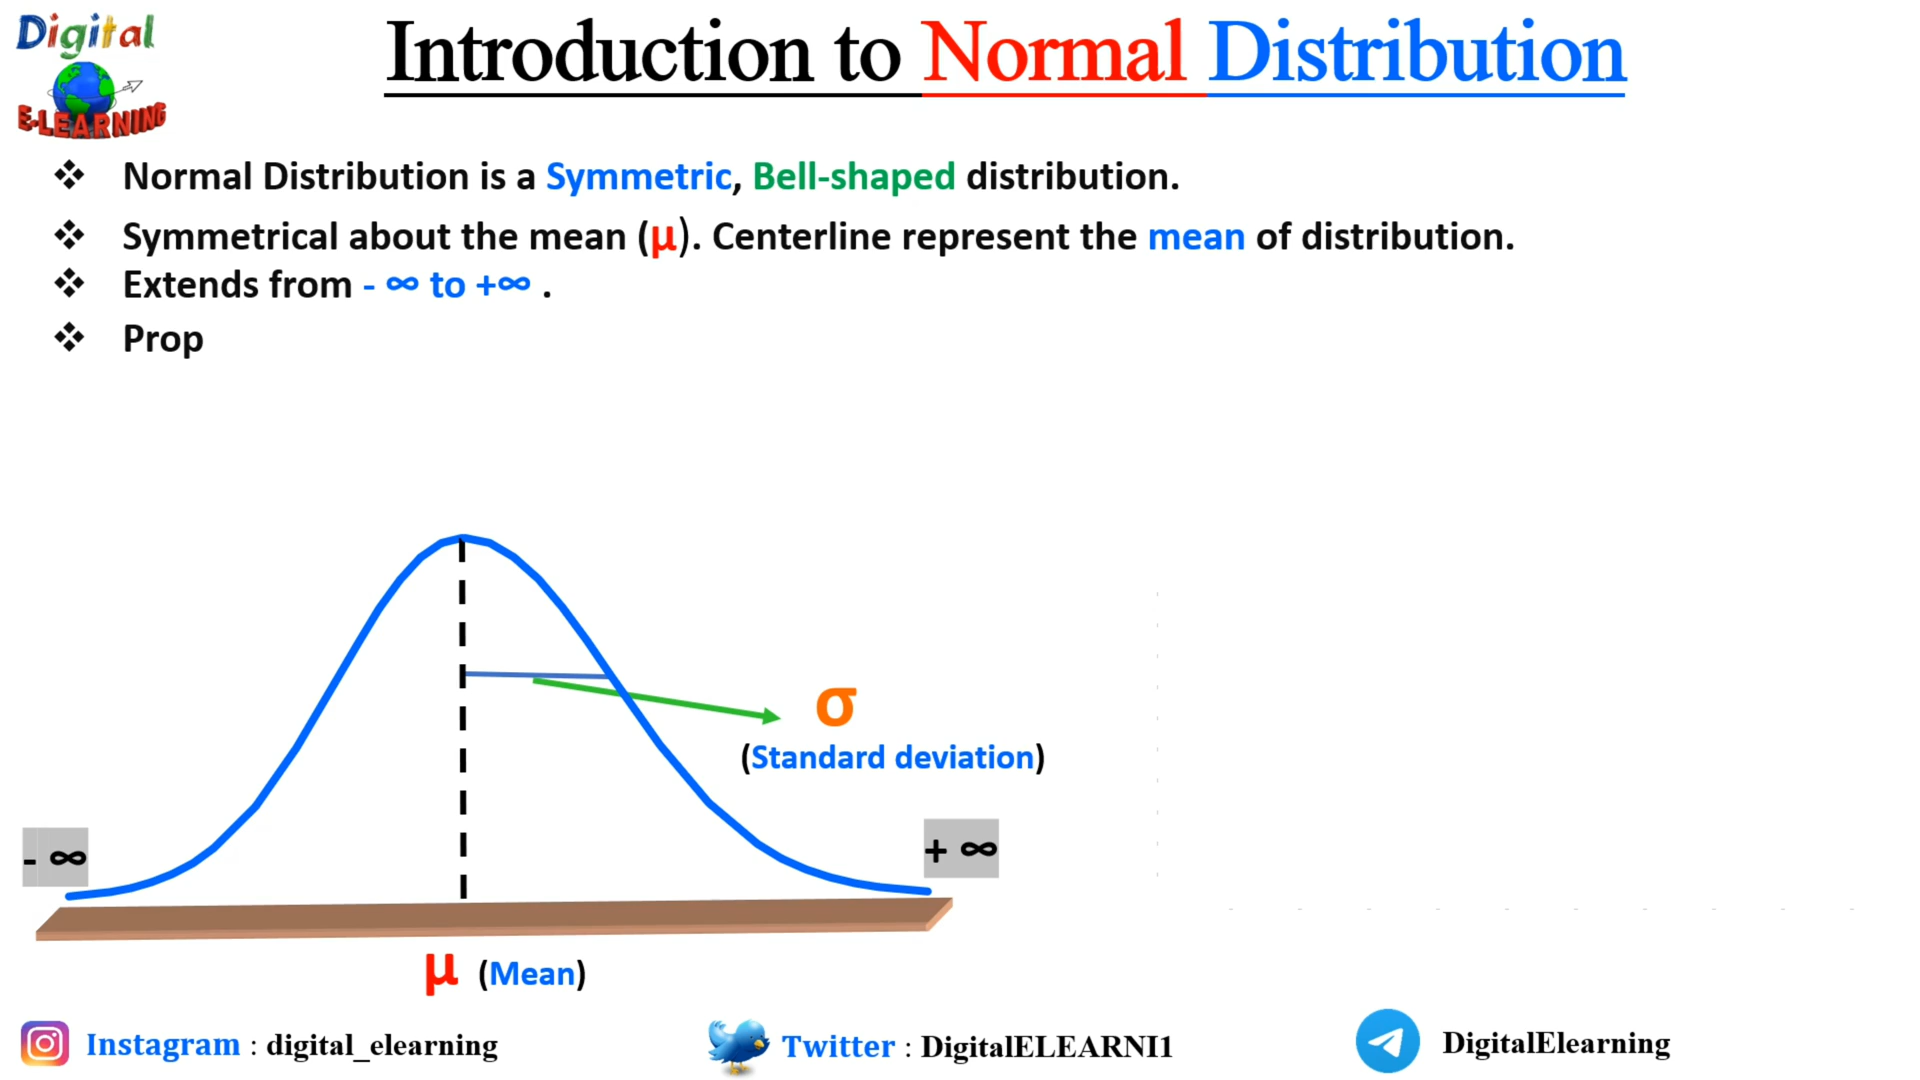 Digital
E-LEARNING
Introduction to Normal Distribution
❖ Normal Distribution is a Symmetric, Bell-shaped distribution.
❖ Symmetrical about the mean (μ). Centerline represent the mean of distribution.
❖ Extends from - ∞ to +∞ .
❖ Prop
σ
(Standard deviation)
- ∞
+ ∞
μ (Mean)
Instagram : digital_elearning
Twitter : DigitalELEARNI1
DigitalElearning